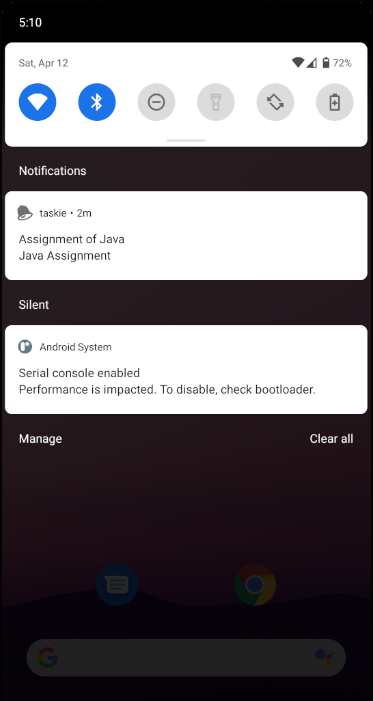 5:10
Sat, Apr 12
72%
Notifications
taskie • 2m
Assignment of Java
Java Assignment
Silent
Android System
Serial console enabled
Performance is impacted. To disable, check bootloader.
Manage
Clear all